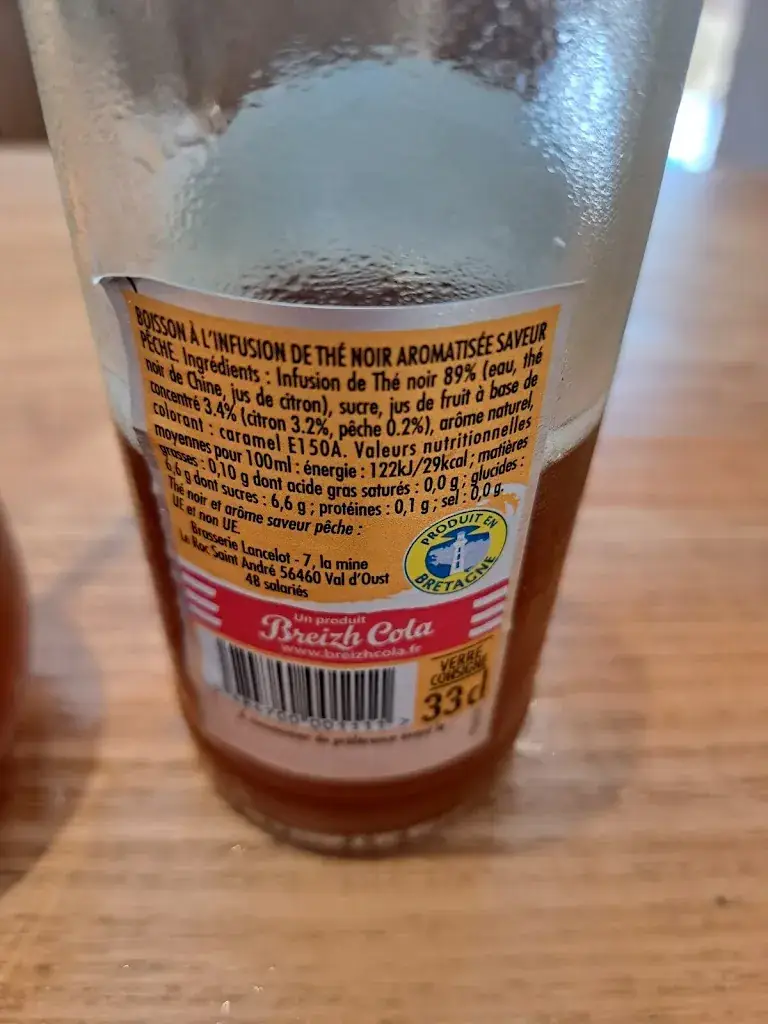 BOISSON À L'INFUSION DE THÉ NOIR AROMATISÉE SAVEUR
PÊCHE. Ingrédients : Infusion de Thé noir 89% (eau, thé
noir de Chine, jus de citron), sucre, jus de fruit à base de
concentré 3.4% (citron 3.2%, pêche 0.2%), arôme naturel,
colorant : caramel E150A. Valeurs nutritionnelles
moyennes pour 100ml : énergie : 122kJ/29kcal ; matières
grasses : 0,10 g dont acide gras saturés : 0,0 g ; glucides :
6,6 g dont sucres : 6,6 g ; protéines : 0,1 g ; sel : 0,0 g.
Thé noir et arôme saveur pêche :
UE et non UE.
Brasserie Lancelot - 7, la mine
Le Roc Saint André 56460 Val d'Oust
48 salariés
PRODUIT EN
BRETAGNE
Un produit
Breizh Cola
www.breizhcola.fr
VERRE
CONSIGNÉ
33cl
À consommer de préférence avant le